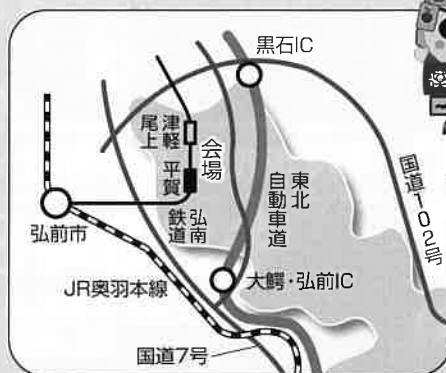 黒石IC
津軽尾上
平賀
会場
弘南鉄道
東北自動車道
国道102号
弘前市
大鰐・弘前IC
JR奥羽本線
国道7号